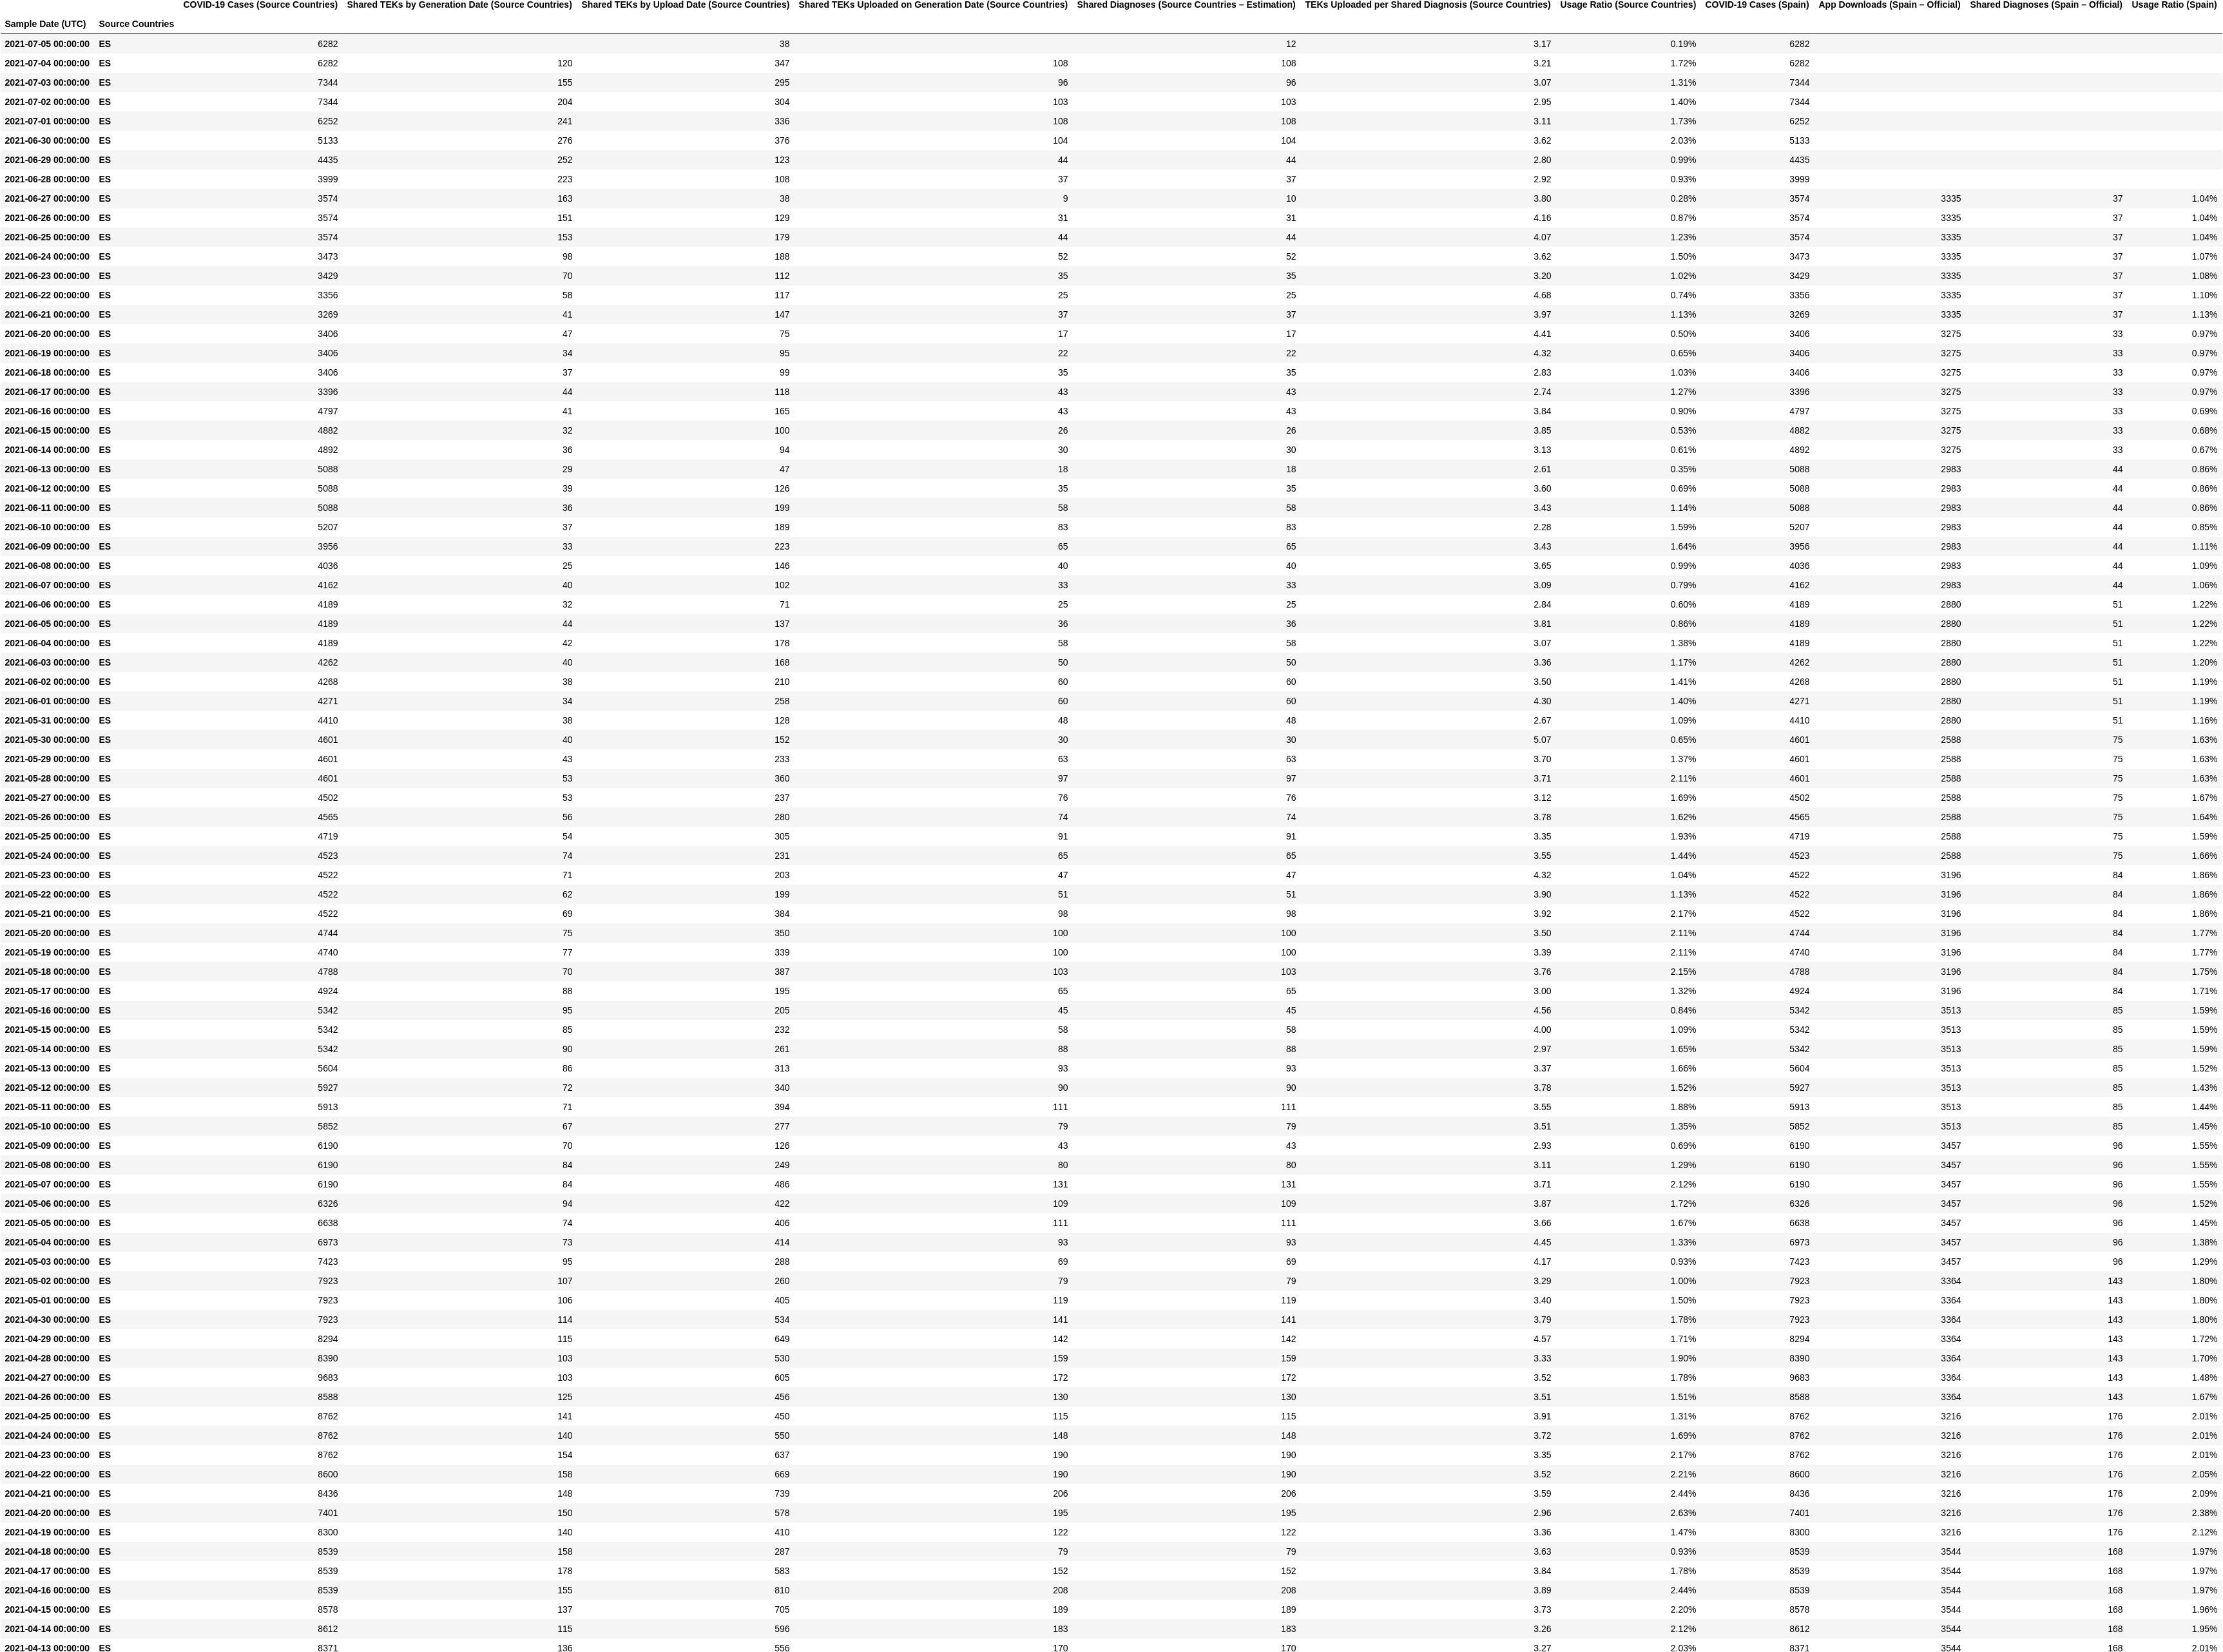 COVID-19 Cases (Source Countries) Shared TEKs by Generation Date (Source Countries) Shared TEKs by Upload Date (Source Countries) Shared TEKs Uploaded on Generation Date (Source Countries) Shared Diagnoses (Source Countries – Estimation) TEKs Uploaded per Shared Diagnosis (Source Countries) Usage Ratio (Source Countries) COVID-19 Cases (Spain) App Downloads (Spain – Official) Shared Diagnoses (Spain – Official) Usage Ratio (Spain)
Sample Date (UTC) Source Countries
2021-07-05 00:00:00 ES 6282 38 12 3.17 0.19% 6282
2021-07-04 00:00:00 ES 6282 120 347 108 108 3.21 1.72% 6282
2021-07-03 00:00:00 ES 7344 155 295 96 96 3.07 1.31% 7344
2021-07-02 00:00:00 ES 7344 204 304 103 103 2.95 1.40% 7344
2021-07-01 00:00:00 ES 6252 241 336 108 108 3.11 1.73% 6252
2021-06-30 00:00:00 ES 5133 276 376 104 104 3.62 2.03% 5133
2021-06-29 00:00:00 ES 4435 252 123 44 44 2.80 0.99% 4435
2021-06-28 00:00:00 ES 3999 223 108 37 37 2.92 0.93% 3999
2021-06-27 00:00:00 ES 3574 163 38 9 10 3.80 0.28% 3574 3335 37 1.04%
2021-06-26 00:00:00 ES 3574 151 129 31 31 4.16 0.87% 3574 3335 37 1.04%
2021-06-25 00:00:00 ES 3574 153 179 44 44 4.07 1.23% 3574 3335 37 1.04%
2021-06-24 00:00:00 ES 3473 98 188 52 52 3.62 1.50% 3473 3335 37 1.07%
2021-06-23 00:00:00 ES 3429 70 112 35 35 3.20 1.02% 3429 3335 37 1.08%
2021-06-22 00:00:00 ES 3356 58 117 25 25 4.68 0.74% 3356 3335 37 1.10%
2021-06-21 00:00:00 ES 3269 41 147 37 37 3.97 1.13% 3269 3335 37 1.13%
2021-06-20 00:00:00 ES 3406 47 75 17 17 4.41 0.50% 3406 3275 33 0.97%
2021-06-19 00:00:00 ES 3406 34 95 22 22 4.32 0.65% 3406 3275 33 0.97%
2021-06-18 00:00:00 ES 3406 37 99 35 35 2.83 1.03% 3406 3275 33 0.97%
2021-06-17 00:00:00 ES 3396 44 118 43 43 2.74 1.27% 3396 3275 33 0.97%
2021-06-16 00:00:00 ES 4797 41 165 43 43 3.84 0.90% 4797 3275 33 0.69%
2021-06-15 00:00:00 ES 4882 32 100 26 26 3.85 0.53% 4882 3275 33 0.68%
2021-06-14 00:00:00 ES 4892 36 94 30 30 3.13 0.61% 4892 3275 33 0.67%
2021-06-13 00:00:00 ES 5088 29 47 18 18 2.61 0.35% 5088 2983 44 0.86%
2021-06-12 00:00:00 ES 5088 39 126 35 35 3.60 0.69% 5088 2983 44 0.86%
2021-06-11 00:00:00 ES 5088 36 199 58 58 3.43 1.14% 5088 2983 44 0.86%
2021-06-10 00:00:00 ES 5207 37 189 83 83 2.28 1.59% 5207 2983 44 0.85%
2021-06-09 00:00:00 ES 3956 33 223 65 65 3.43 1.64% 3956 2983 44 1.11%
2021-06-08 00:00:00 ES 4036 25 146 40 40 3.65 0.99% 4036 2983 44 1.09%
2021-06-07 00:00:00 ES 4162 40 102 33 33 3.09 0.79% 4162 2983 44 1.06%
2021-06-06 00:00:00 ES 4189 32 71 25 25 2.84 0.60% 4189 2880 51 1.22%
2021-06-05 00:00:00 ES 4189 44 137 36 36 3.81 0.86% 4189 2880 51 1.22%
2021-06-04 00:00:00 ES 4189 42 178 58 58 3.07 1.38% 4189 2880 51 1.22%
2021-06-03 00:00:00 ES 4262 40 168 50 50 3.36 1.17% 4262 2880 51 1.20%
2021-06-02 00:00:00 ES 4268 38 210 60 60 3.50 1.41% 4268 2880 51 1.19%
2021-06-01 00:00:00 ES 4271 34 258 60 60 4.30 1.40% 4271 2880 51 1.19%
2021-05-31 00:00:00 ES 4410 38 128 48 48 2.67 1.09% 4410 2880 51 1.16%
2021-05-30 00:00:00 ES 4601 40 152 30 30 5.07 0.65% 4601 2588 75 1.63%
2021-05-29 00:00:00 ES 4601 43 233 63 63 3.70 1.37% 4601 2588 75 1.63%
2021-05-28 00:00:00 ES 4601 53 360 97 97 3.71 2.11% 4601 2588 75 1.63%
2021-05-27 00:00:00 ES 4502 53 237 76 76 3.12 1.69% 4502 2588 75 1.67%
2021-05-26 00:00:00 ES 4565 56 280 74 74 3.78 1.62% 4565 2588 75 1.64%
2021-05-25 00:00:00 ES 4719 54 305 91 91 3.35 1.93% 4719 2588 75 1.59%
2021-05-24 00:00:00 ES 4523 74 231 65 65 3.55 1.44% 4523 2588 75 1.66%
2021-05-23 00:00:00 ES 4522 71 203 47 47 4.32 1.04% 4522 3196 84 1.86%
2021-05-22 00:00:00 ES 4522 62 199 51 51 3.90 1.13% 4522 3196 84 1.86%
2021-05-21 00:00:00 ES 4522 69 384 98 98 3.92 2.17% 4522 3196 84 1.86%
2021-05-20 00:00:00 ES 4744 75 350 100 100 3.50 2.11% 4744 3196 84 1.77%
2021-05-19 00:00:00 ES 4740 77 339 100 100 3.39 2.11% 4740 3196 84 1.77%
2021-05-18 00:00:00 ES 4788 70 387 103 103 3.76 2.15% 4788 3196 84 1.75%
2021-05-17 00:00:00 ES 4924 88 195 65 65 3.00 1.32% 4924 3196 84 1.71%
2021-05-16 00:00:00 ES 5342 95 205 45 45 4.56 0.84% 5342 3513 85 1.59%
2021-05-15 00:00:00 ES 5342 85 232 58 58 4.00 1.09% 5342 3513 85 1.59%
2021-05-14 00:00:00 ES 5342 90 261 88 88 2.97 1.65% 5342 3513 85 1.59%
2021-05-13 00:00:00 ES 5604 86 313 93 93 3.37 1.66% 5604 3513 85 1.52%
2021-05-12 00:00:00 ES 5927 72 340 90 90 3.78 1.52% 5927 3513 85 1.43%
2021-05-11 00:00:00 ES 5913 71 394 111 111 3.55 1.88% 5913 3513 85 1.44%
2021-05-10 00:00:00 ES 5852 67 277 79 79 3.51 1.35% 5852 3513 85 1.45%
2021-05-09 00:00:00 ES 6190 70 126 43 43 2.93 0.69% 6190 3457 96 1.55%
2021-05-08 00:00:00 ES 6190 84 249 80 80 3.11 1.29% 6190 3457 96 1.55%
2021-05-07 00:00:00 ES 6190 84 486 131 131 3.71 2.12% 6190 3457 96 1.55%
2021-05-06 00:00:00 ES 6326 94 422 109 109 3.87 1.72% 6326 3457 96 1.52%
2021-05-05 00:00:00 ES 6638 74 406 111 111 3.66 1.67% 6638 3457 96 1.45%
2021-05-04 00:00:00 ES 6973 73 414 93 93 4.45 1.33% 6973 3457 96 1.38%
2021-05-03 00:00:00 ES 7423 95 288 69 69 4.17 0.93% 7423 3457 96 1.29%
2021-05-02 00:00:00 ES 7923 107 260 79 79 3.29 1.00% 7923 3364 143 1.80%
2021-05-01 00:00:00 ES 7923 106 405 119 119 3.40 1.50% 7923 3364 143 1.80%
2021-04-30 00:00:00 ES 7923 114 534 141 141 3.79 1.78% 7923 3364 143 1.80%
2021-04-29 00:00:00 ES 8294 115 649 142 142 4.57 1.71% 8294 3364 143 1.72%
2021-04-28 00:00:00 ES 8390 103 530 159 159 3.33 1.90% 8390 3364 143 1.70%
2021-04-27 00:00:00 ES 9683 103 605 172 172 3.52 1.78% 9683 3364 143 1.48%
2021-04-26 00:00:00 ES 8588 125 456 130 130 3.51 1.51% 8588 3364 143 1.67%
2021-04-25 00:00:00 ES 8762 141 450 115 115 3.91 1.31% 8762 3216 176 2.01%
2021-04-24 00:00:00 ES 8762 140 550 148 148 3.72 1.69% 8762 3216 176 2.01%
2021-04-23 00:00:00 ES 8762 154 637 190 190 3.35 2.17% 8762 3216 176 2.01%
2021-04-22 00:00:00 ES 8600 158 669 190 190 3.52 2.21% 8600 3216 176 2.05%
2021-04-21 00:00:00 ES 8436 148 739 206 206 3.59 2.44% 8436 3216 176 2.09%
2021-04-20 00:00:00 ES 7401 150 578 195 195 2.96 2.63% 7401 3216 176 2.38%
2021-04-19 00:00:00 ES 8300 140 410 122 122 3.36 1.47% 8300 3216 176 2.12%
2021-04-18 00:00:00 ES 8539 158 287 79 79 3.63 0.93% 8539 3544 168 1.97%
2021-04-17 00:00:00 ES 8539 178 583 152 152 3.84 1.78% 8539 3544 168 1.97%
2021-04-16 00:00:00 ES 8539 155 810 208 208 3.89 2.44% 8539 3544 168 1.97%
2021-04-15 00:00:00 ES 8578 137 705 189 189 3.73 2.20% 8578 3544 168 1.96%
2021-04-14 00:00:00 ES 8612 115 596 183 183 3.26 2.12% 8612 3544 168 1.95%
2021-04-13 00:00:00 ES 8371 136 556 170 170 3.27 2.03% 8371 3544 168 2.01%